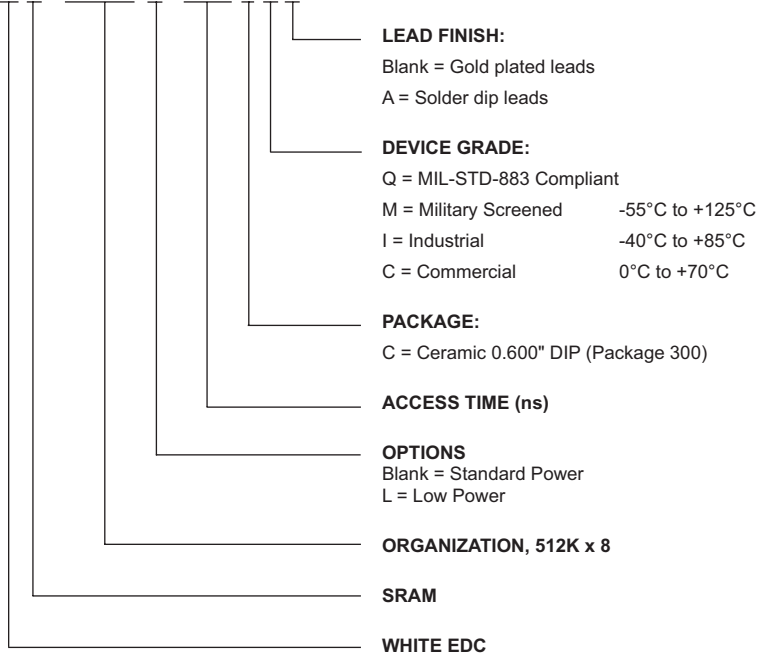 LEAD FINISH:
Blank = Gold plated leads
A = Solder dip leads
DEVICE GRADE:
Q = MIL-STD-883 Compliant
M = Military Screened -55°C to +125°C
I = Industrial -40°C to +85°C
C = Commercial 0°C to +70°C
PACKAGE:
C = Ceramic 0.600" DIP (Package 300)
ACCESS TIME (ns)
OPTIONS
Blank = Standard Power
L = Low Power
ORGANIZATION, 512K x 8
SRAM
WHITE EDC